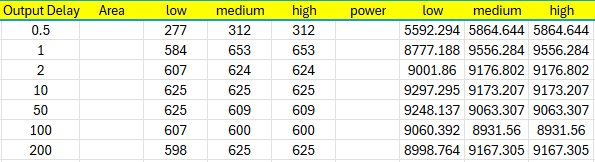 Output Delay Area low medium high power low medium high
0.5 277 312 312 5592.294 5864.644 5864.644
1 584 653 653 8777.188 9556.284 9556.284
2 607 624 624 9001.86 9176.802 9176.802
10 625 625 625 9297.295 9173.207 9173.207
50 625 609 609 9248.137 9063.307 9063.307
100 607 600 600 9060.392 8931.56 8931.56
200 598 625 625 8998.764 9167.305 9167.305